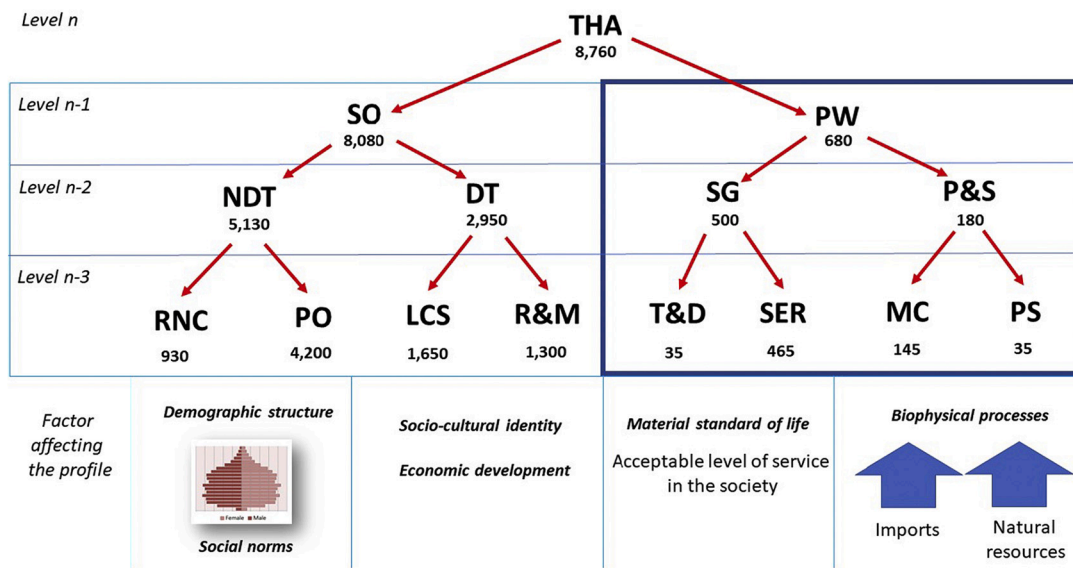 Level n
THA
8,760
Level n-1
SO
8,080
PW
680
Level n-2
NDT
5,130
DT
2,950
SG
500
P&S
180
Level n-3
RNC
930
PO
4,200
LCS
1,650
R&M
1,300
T&D
35
SER
465
MC
145
PS
35
Factor
affecting
the profile
Demographic structure
Female Male
Social norms
Socio-cultural identity
Economic development
Material standard of life
Acceptable level of service
in the society
Biophysical processes
Imports
Natural
resources